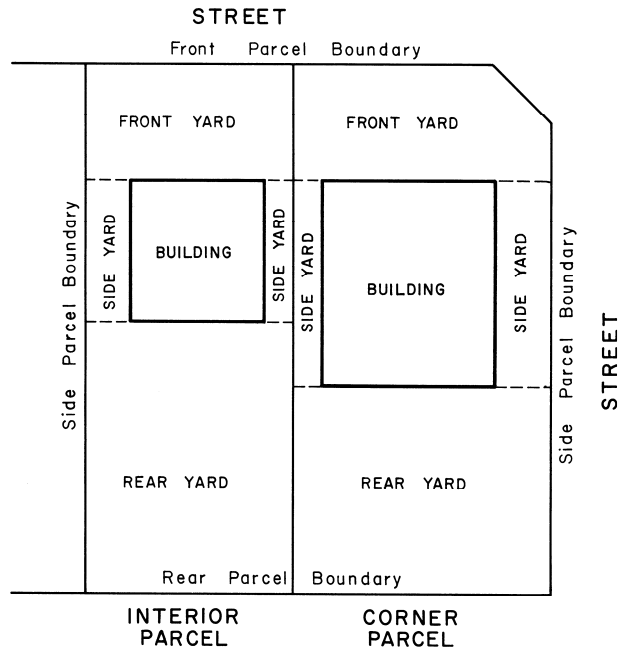 STREET
Front Parcel Boundary
FRONT YARD
FRONT YARD
Side Parcel Boundary
SIDE YARD
BUILDING
SIDE YARD
SIDE YARD
BUILDING
SIDE YARD
Side Parcel Boundary
STREET
REAR YARD
REAR YARD
Rear Parcel Boundary
INTERIOR
PARCEL
CORNER
PARCEL